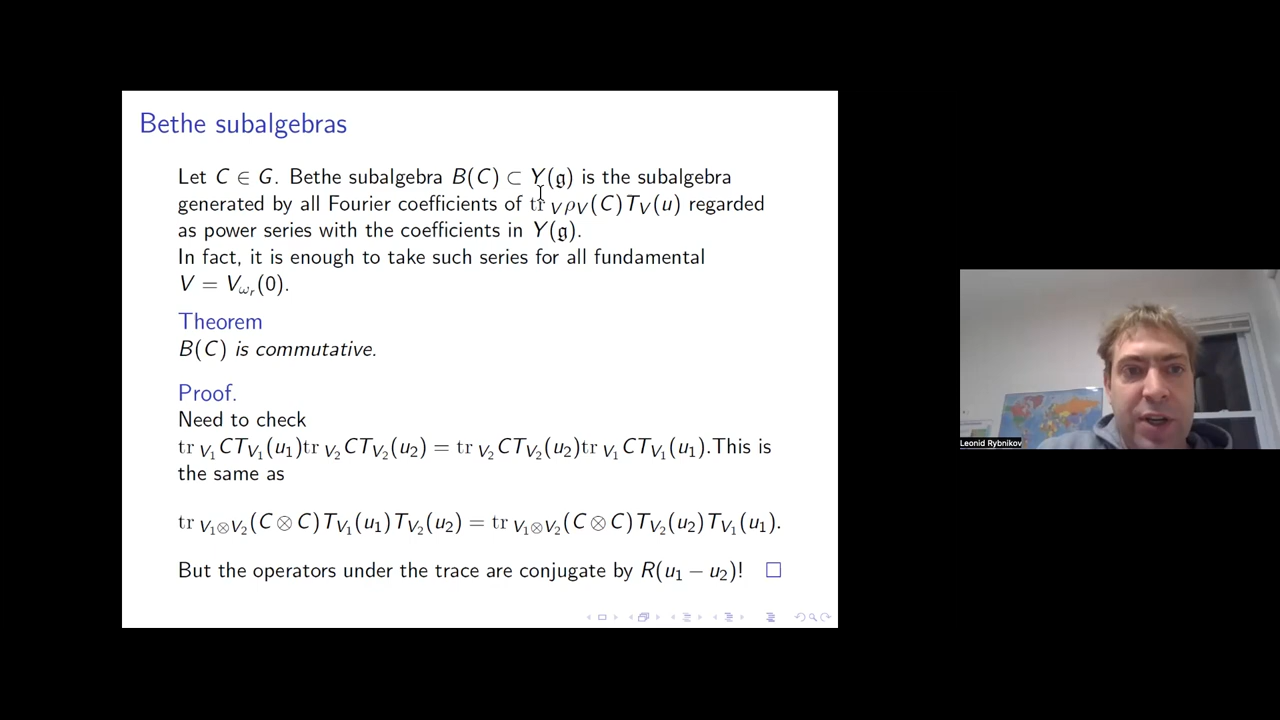 Bethe subalgebras
Let C ∈ G. Bethe subalgebra B(C) ⊂ Y(𝔤) is the subalgebra
generated by all Fourier coefficients of tr_V ρ_V(C)T_V(u) regarded
as power series with the coefficients in Y(𝔤).
In fact, it is enough to take such series for all fundamental
V = V_{ω_r}(0).
Theorem
B(C) is commutative.
Proof.
Need to check
tr_{V_1} CT_{V_1}(u_1)tr_{V_2} CT_{V_2}(u_2) = tr_{V_2} CT_{V_2}(u_2)tr_{V_1} CT_{V_1}(u_1).This is
the same as
tr_{V_1⊗V_2}(C ⊗ C)T_{V_1}(u_1)T_{V_2}(u_2) = tr_{V_1⊗V_2}(C ⊗ C)T_{V_2}(u_2)T_{V_1}(u_1).
But the operators under the trace are conjugate by R(u_1 − u_2)! □
Leonid Rybnikov